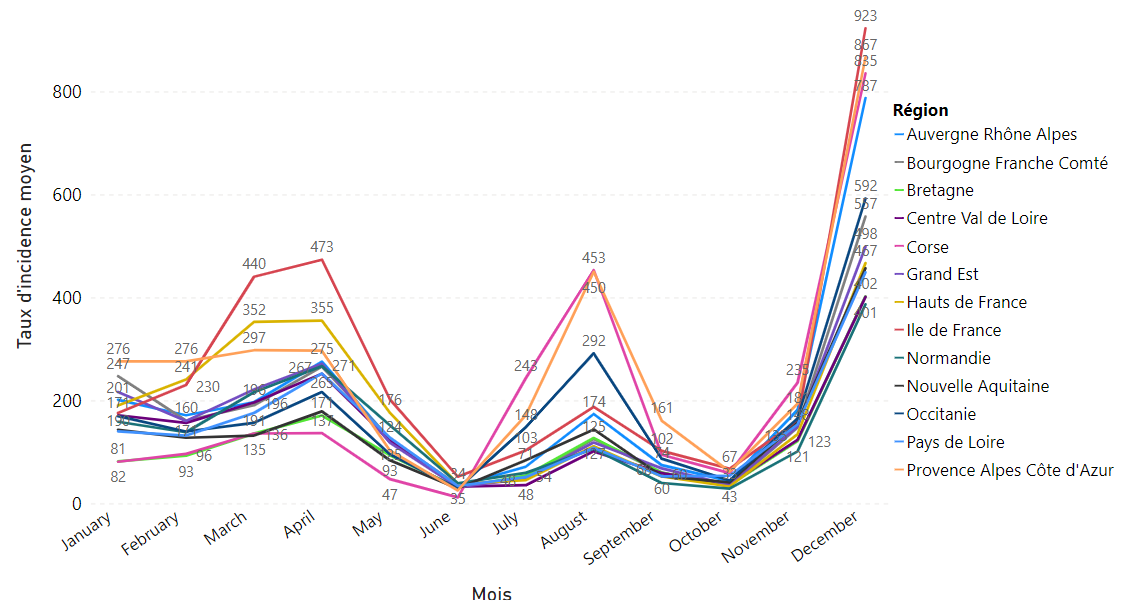 923
867
835
800
787
Région
Auvergne Rhône Alpes
Bourgogne Franche Comté
Bretagne
Centre Val de Loire
Corse
Grand Est
Hauts de France
Ile de France
Normandie
Nouvelle Aquitaine
Occitanie
Pays de Loire
Provence Alpes Côte d'Azur
Taux d'incidence moyen
600
592
557
498
467
473
440
453
450
402
401
400
355
352
297
292
276
276
275
271
267
263
247
243
241
235
230
201
200
196
191
176
174
171
171
161
160
149
137
136
135
134
125
123
121
103
102
96
93
93
82
81
67
60
54
48
47
43
35
34
0
January
February
March
April
May
June
July
August
September
October
November
December
Mois